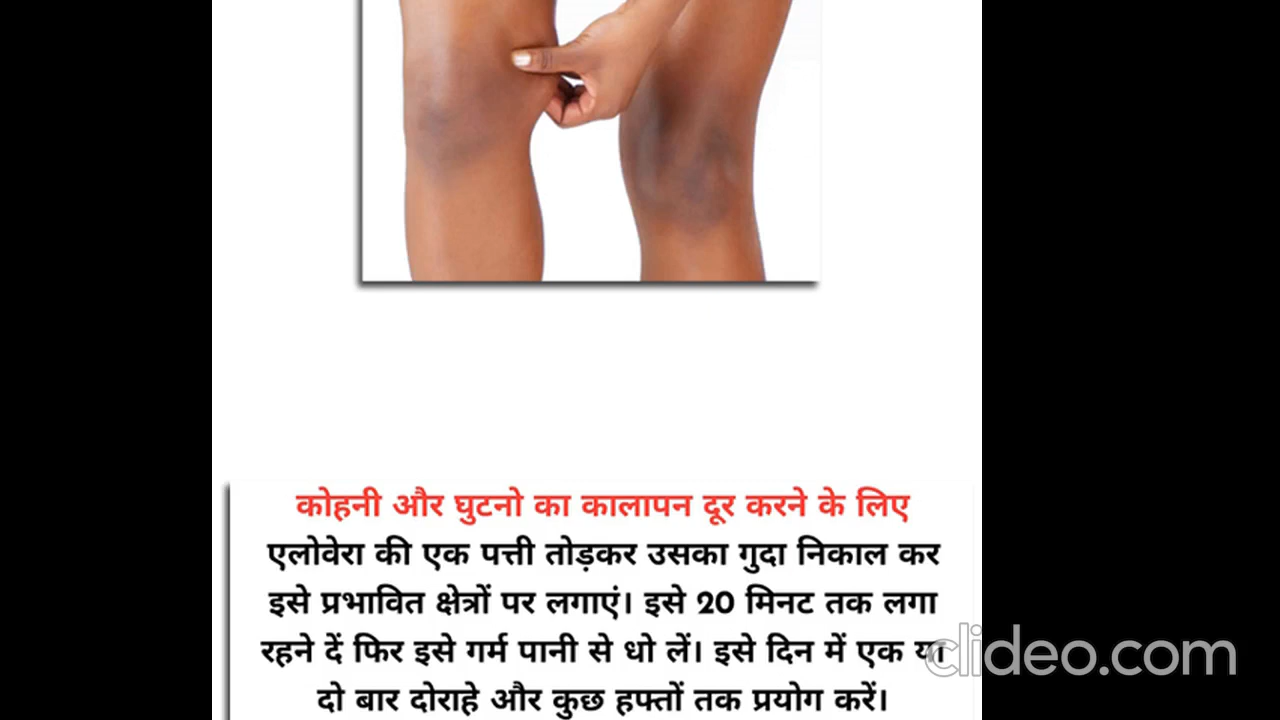 कोहनी और घुटनो का कालापन दूर करने के लिए
एलोवेरा की एक पत्ती तोड़कर उसका गुदा निकाल कर
इसे प्रभावित क्षेत्रों पर लगाएं। इसे 20 मिनट तक लगा
रहने दें फिर इसे गर्म पानी से धो लें। इसे दिन में एक या
दो बार दोराहे और कुछ हफ्तों तक प्रयोग करें।
clideo.com